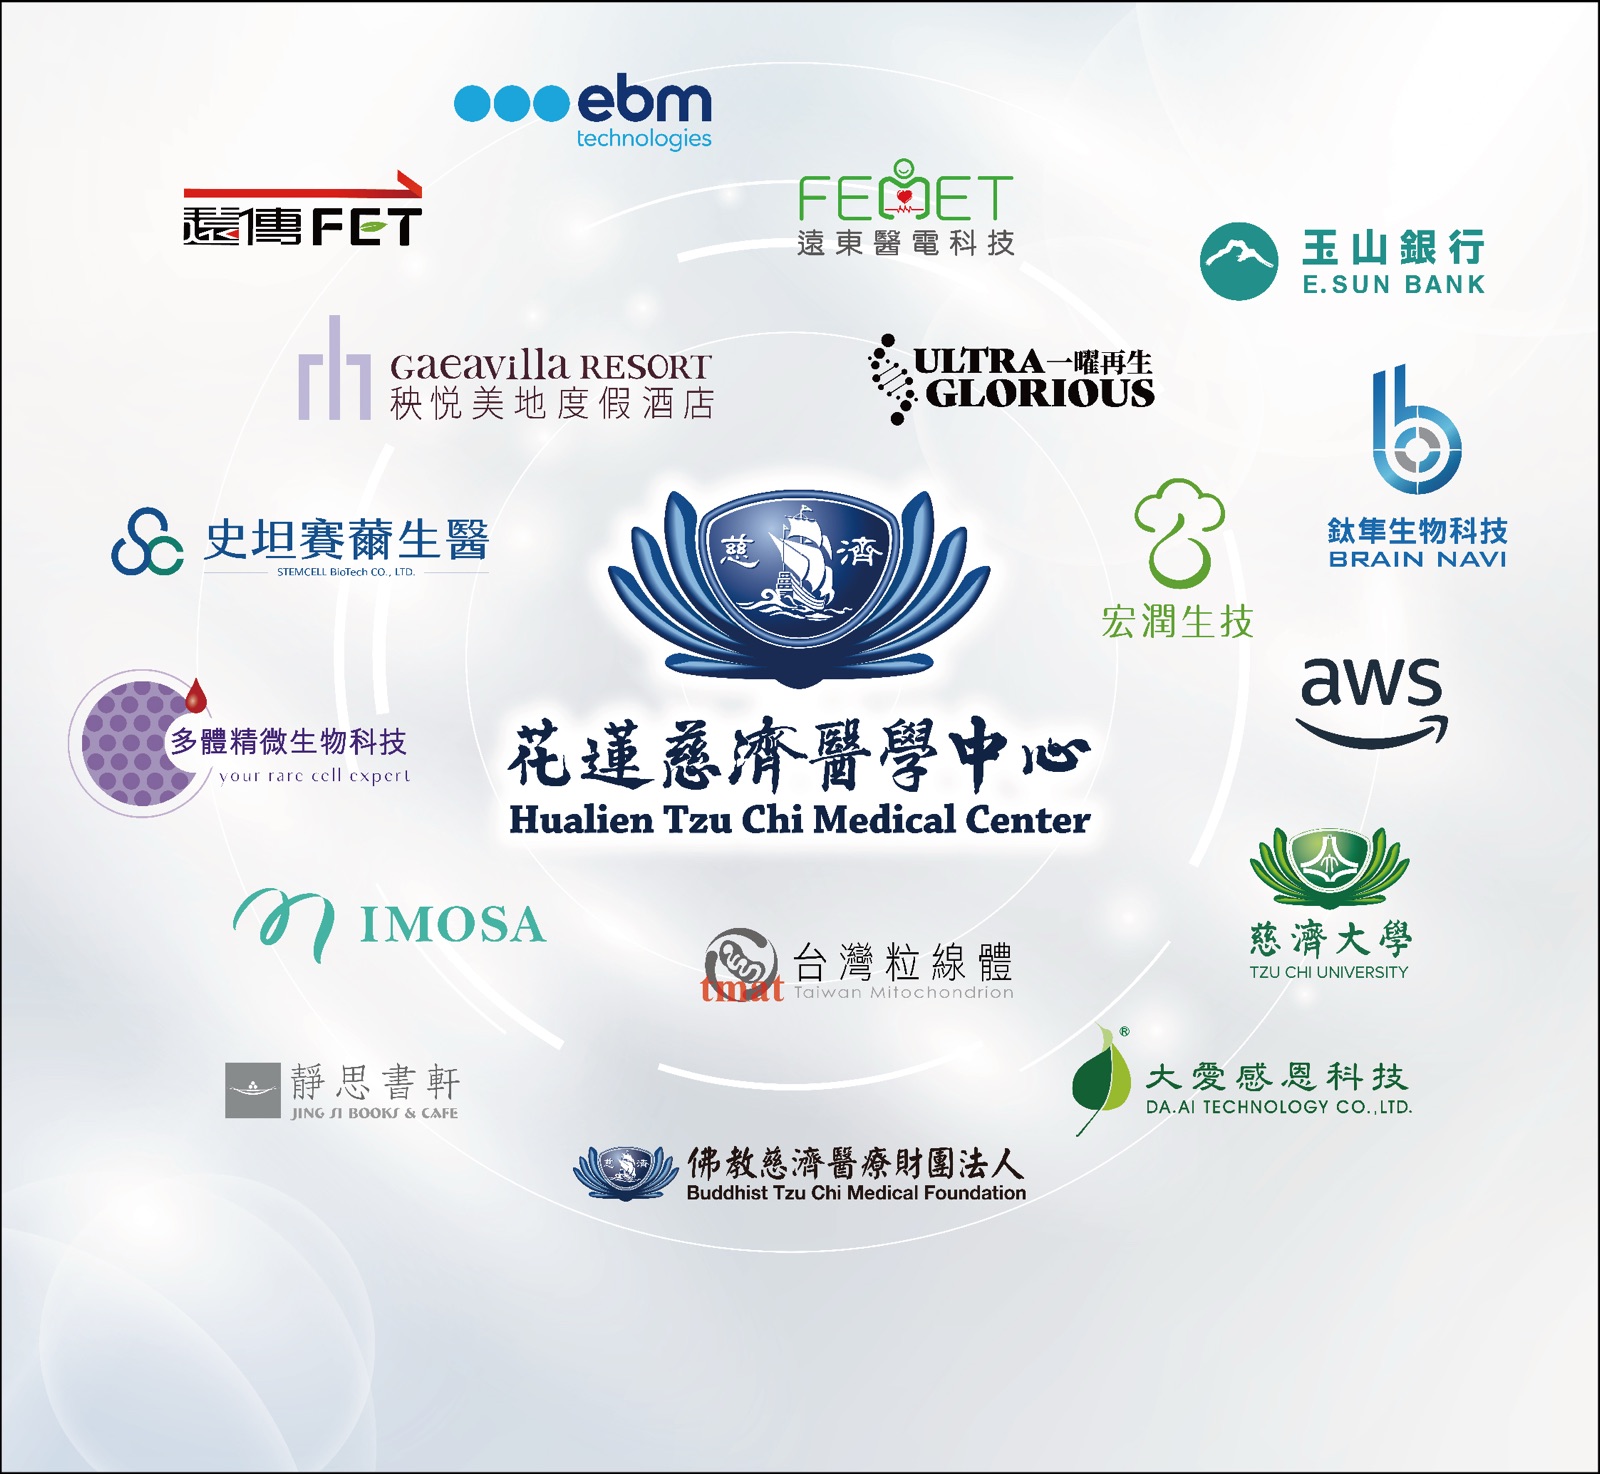 ebm
technologies
遠傳FET
FEMET
遠東醫電科技
玉山銀行
E.SUN BANK
Gaeavilla RESORT
秧悅美地度假酒店
ULTRA一曜再生
GLORIOUS
鈦隼生物科技
BRAIN NAVI
史坦賽薾生醫
STEMCELL BioTech CO., LTD.
慈濟
宏潤生技
aws
多體精微生物科技
your rare cell expert
花蓮慈濟醫學中心
Hualien Tzu Chi Medical Center
IMOSA
tmat
台灣粒線體
Taiwan Mitochondrion
慈濟大學
TZU CHI UNIVERSITY
靜思書軒
JING SI BOOKS & CAFE
®
大愛感恩科技
DA.AI TECHNOLOGY CO.,LTD.
慈濟
佛教慈濟醫療財團法人
Buddhist Tzu Chi Medical Foundation